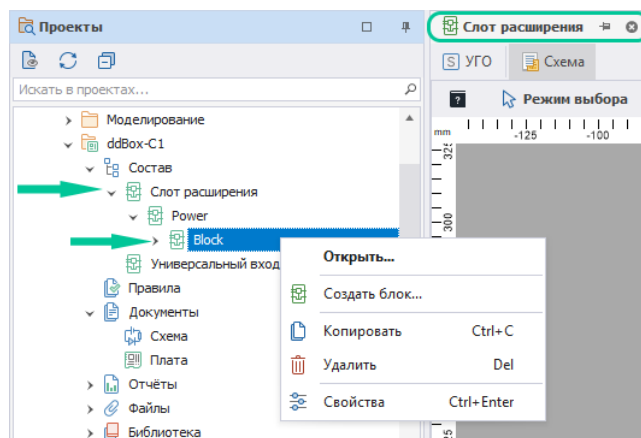 Проекты
Слот расширения
УГО
Схема
Искать в проектах...
Режим выбора
mm
-125
-100
325
Моделирование
ddBox-C1
Состав
Слот расширения
Power
300
Block
Универсальный вход
Открыть...
Правила
Создать блок...
Документы
Схема
Копировать Ctrl+C
Плата
Удалить Del
Отчёты
Файлы
Свойства Ctrl+Enter
Библиотека